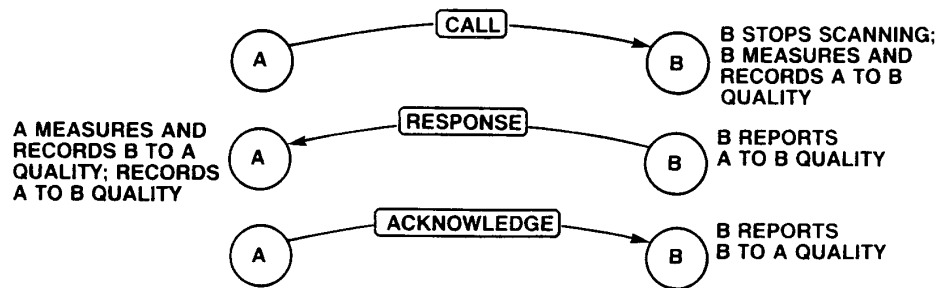 CALL
A
B
B STOPS SCANNING;
B MEASURES AND
RECORDS A TO B
QUALITY
A MEASURES AND
RECORDS B TO A
QUALITY; RECORDS
A TO B QUALITY
A
RESPONSE
B
B REPORTS
A TO B QUALITY
A
ACKNOWLEDGE
B
B REPORTS
B TO A QUALITY